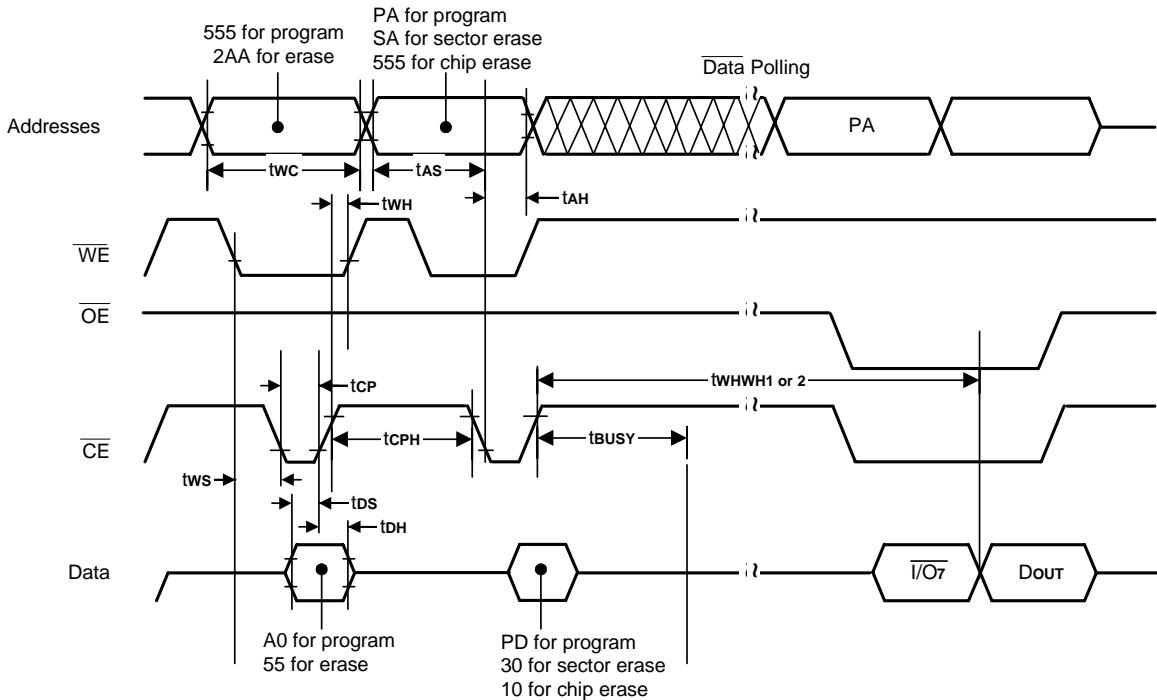 555 for program
2AA for erase
PA for program
SA for sector erase
555 for chip erase
Data Polling
Addresses
PA
tWC
tAS
tAH
tWH
WE
OE
tWHWH1 or 2
tCP
tCPH
tBUSY
CE
tWS
tDS
tDH
Data
I/O7
DOUT
A0 for program
55 for erase
PD for program
30 for sector erase
10 for chip erase